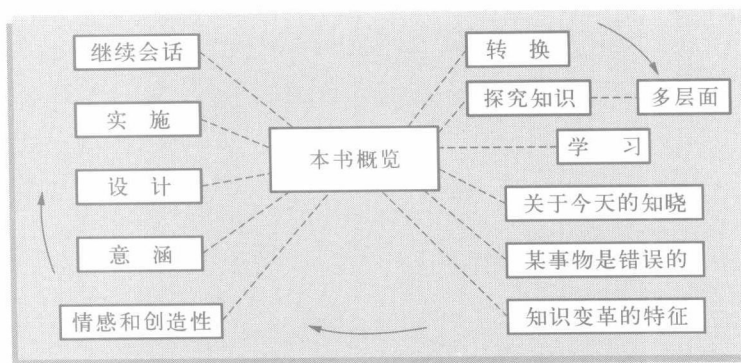 继续会话
转 换
探究知识
多层面
实 施
学 习
本书概览
设 计
关于今天的知晓
意 涵
某事物是错误的
情感和创造性
知识变革的特征